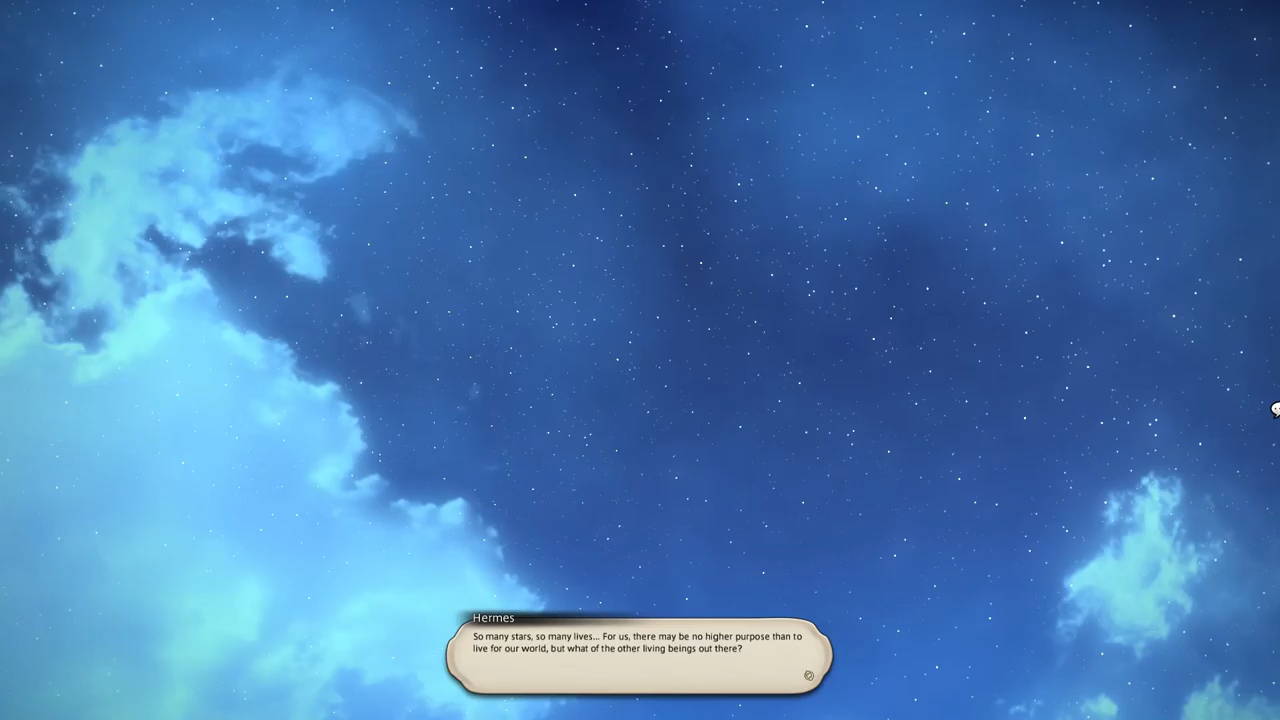 Hermes
So many stars, so many lives... For us, there may be no higher purpose than to
live for our world, but what of the other living beings out there?